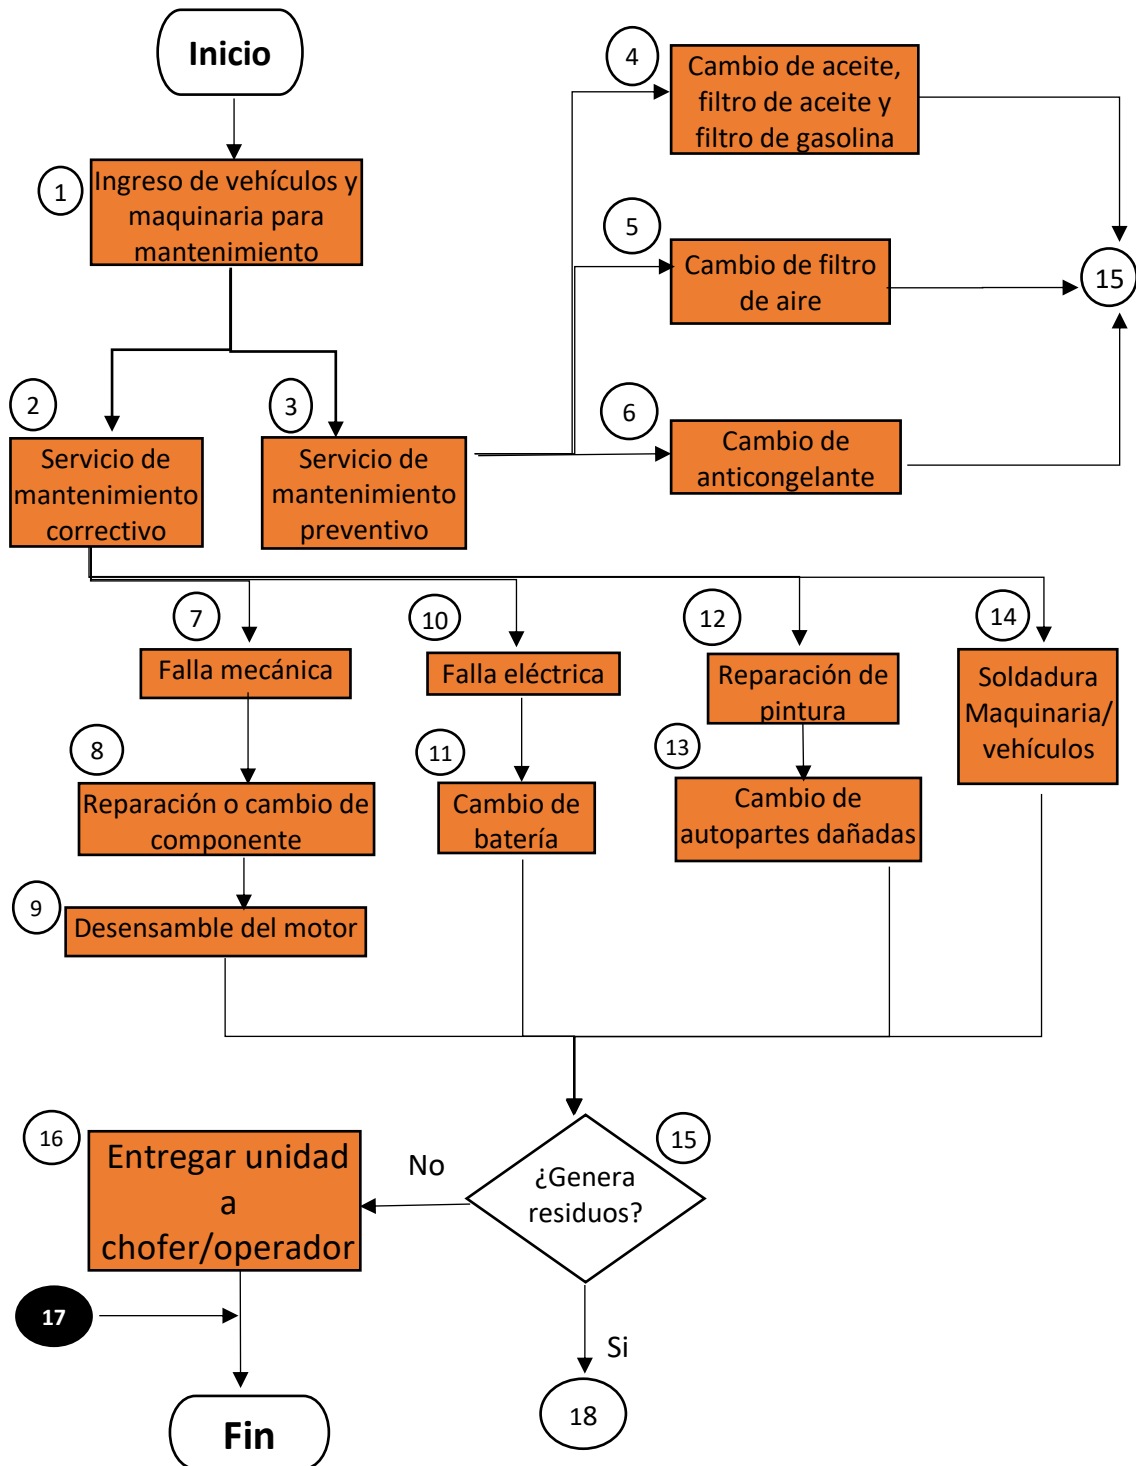 Inicio
4
Cambio de aceite,
filtro de aceite y
filtro de gasolina
1
Ingreso de vehículos y
maquinaria para
mantenimiento
5
Cambio de filtro
de aire
15
2
3
6
Servicio de
mantenimiento
correctivo
Servicio de
mantenimiento
preventivo
Cambio de
anticongelante
7
10
12
14
Falla mecánica
Falla eléctrica
Reparación de
pintura
Soldadura
Maquinaria/
vehículos
8
11
13
Reparación o cambio de
componente
Cambio de
batería
Cambio de
autopartes dañadas
9
Desensamble del motor
16
Entregar unidad
a
chofer/operador
No
15
¿Genera
residuos?
17
Si
18
Fin